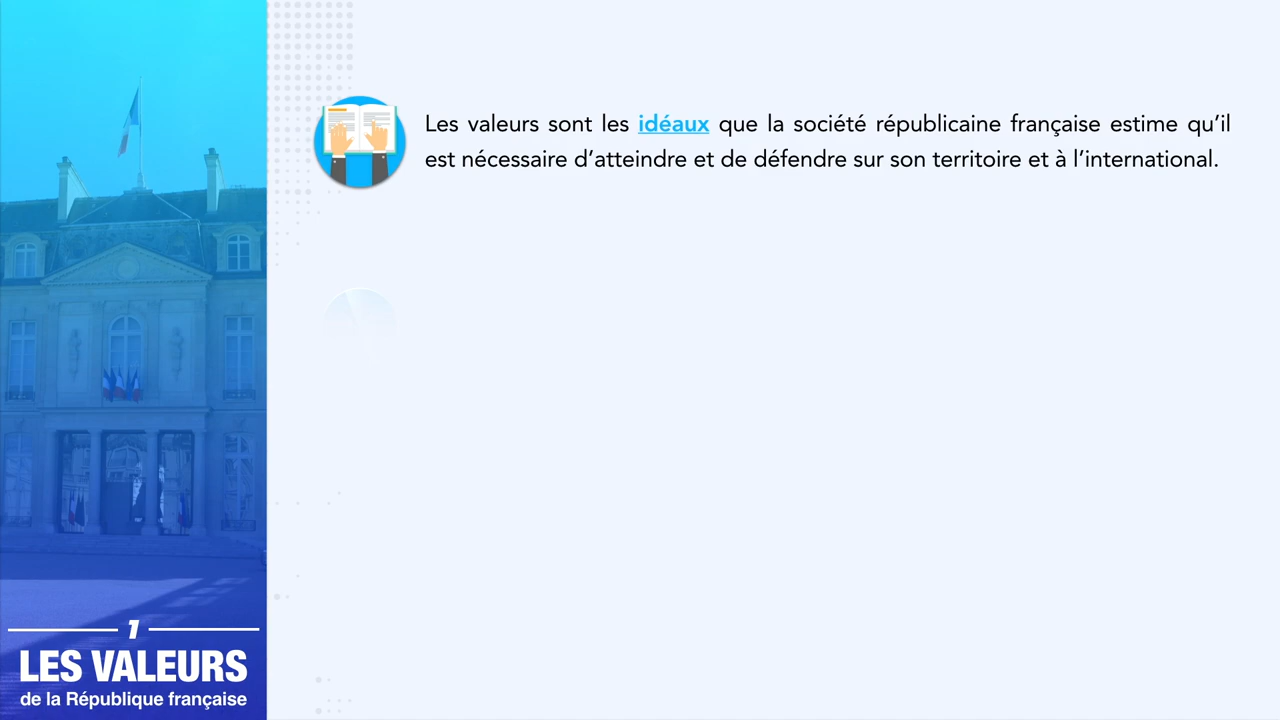 Les valeurs sont les idéaux que la société républicaine française estime qu’il
est nécessaire d’atteindre et de défendre sur son territoire et à l’international.
1
LES VALEURS
de la République française